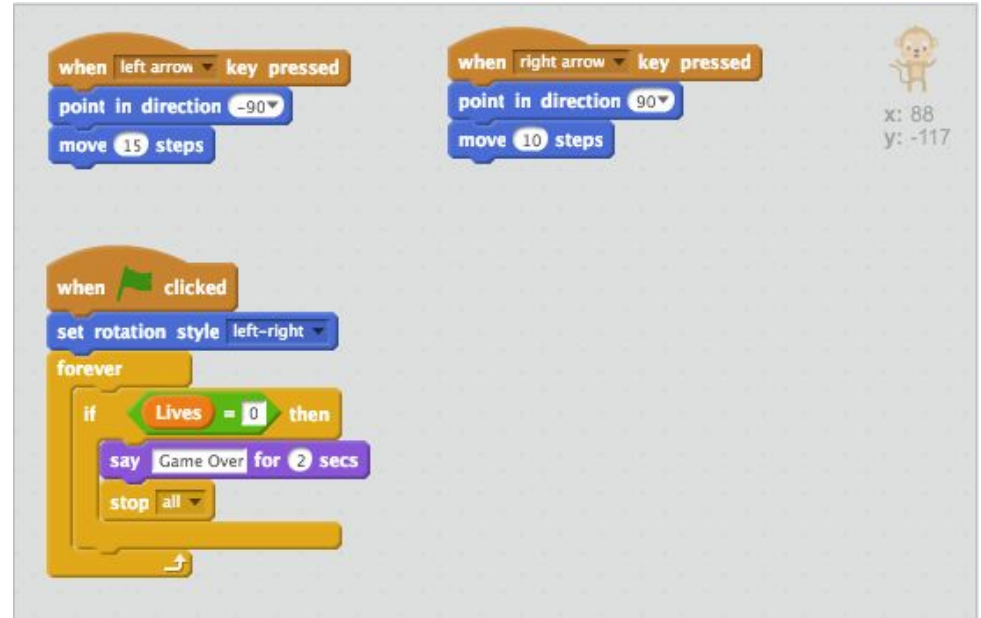 when left arrow key pressed
point in direction -90
move 15 steps
when right arrow key pressed
point in direction 90
move 10 steps
x: 88
y: -117
when clicked
set rotation style left-right
forever
if Lives = 0 then
say Game Over for 2 secs
stop all